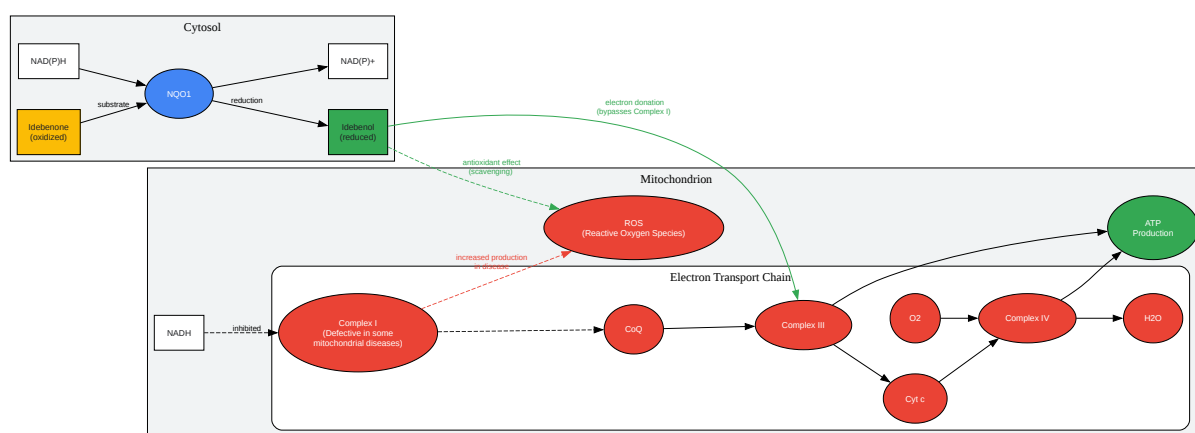 Cytosol
NAD(P)H
NQO1
NAD(P)+
substrate
reduction
Idebenone
(oxidized)
Idebenol
(reduced)
electron donation
(bypasses Complex I)
antioxidant effect
(scavenging)
Mitochondrion
ROS
(Reactive Oxygen Species)
ATP
Production
increased production
in disease
Electron Transport Chain
NADH
inhibited
Complex I
(Defective in some
mitochondrial diseases)
CoQ
Complex III
O2
Complex IV
H2O
Cyt c